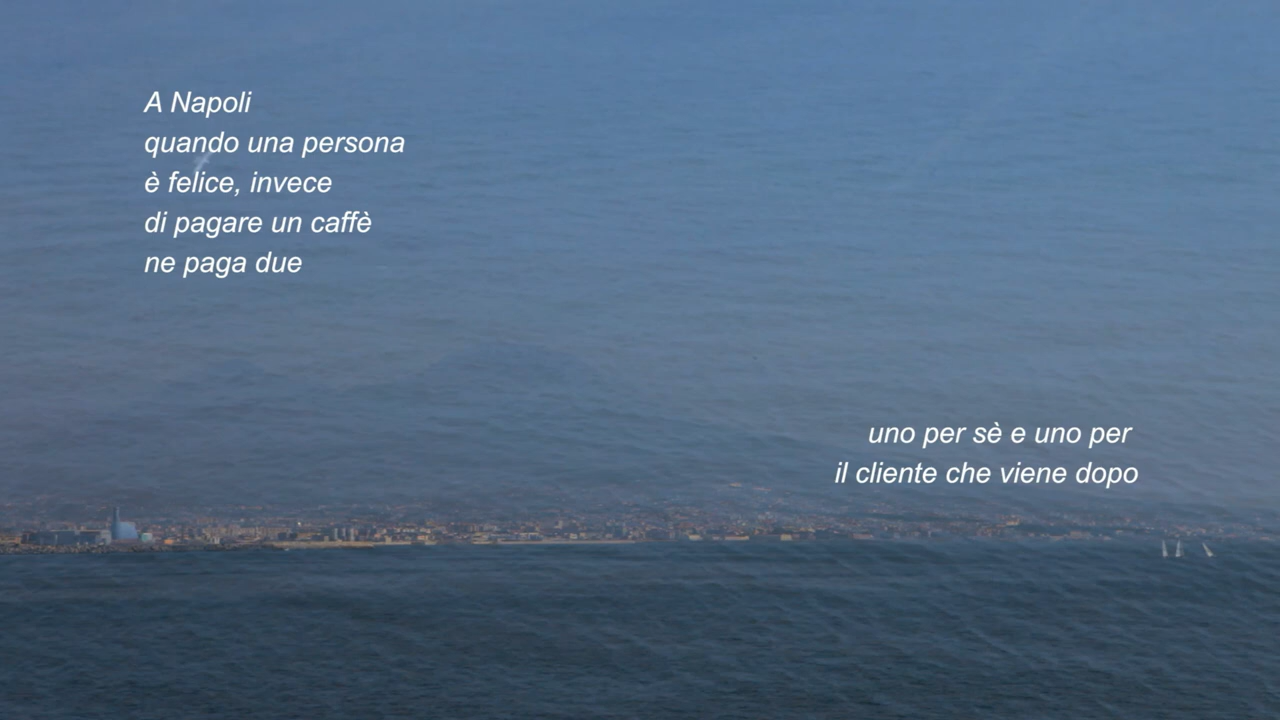 A Napoli
quando una persona
è felice, invece
di pagare un caffè
ne paga due
uno per sè e uno per
il cliente che viene dopo